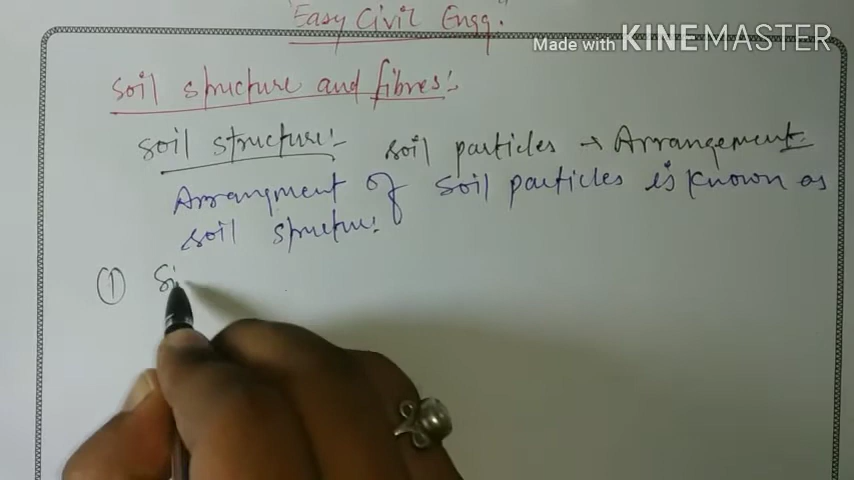 "Easy Civil Engg."
Made with KINEMASTER
Soil structure and fibres:-
Soil structure:- soil particles → Arrangement.
Arrangment of soil particles is known as
soil structure.
① Si